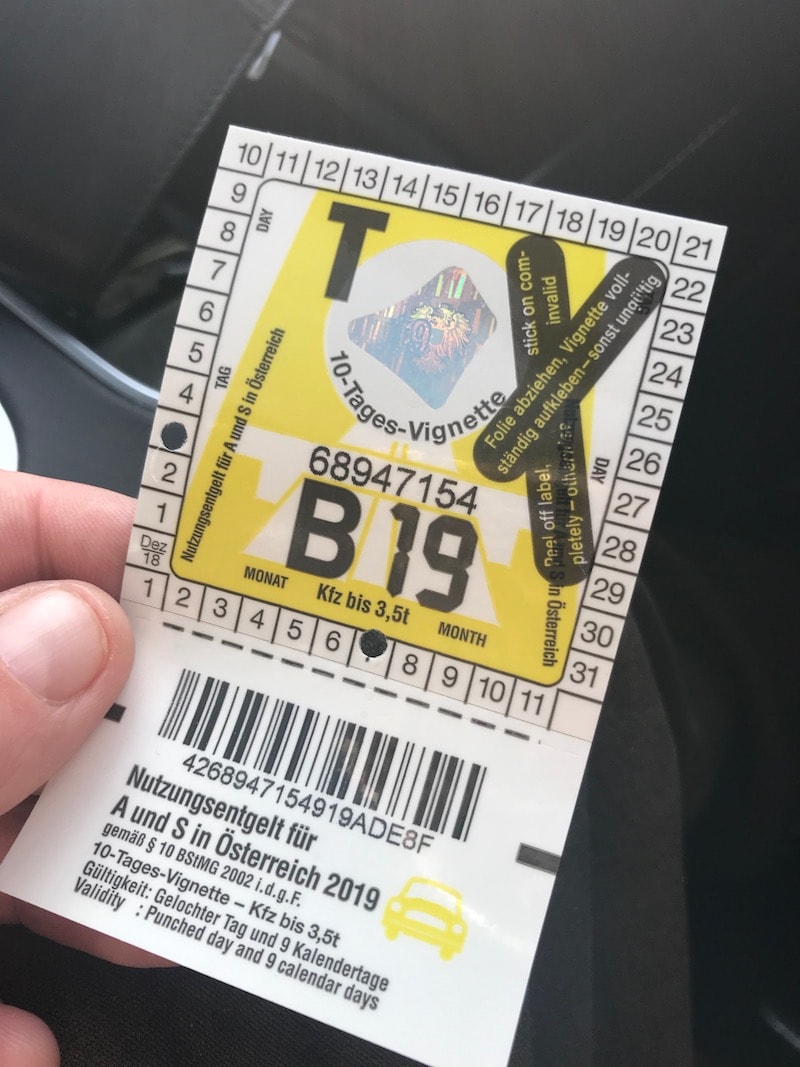 10 11 12 13 14 15 16 17 18 19 20 21
9
8
7
6
5
4
2
1
Dez
18
22
23
24
25
26
27
28
29
30
31
1 2 3 4 5 6 8 9 10 11
DAY
TAG
Nutzungsentgelt für A und S in Österreich
T
10-Tages-Vignette
68947154
B 19
MONAT
Kfz bis 3,5t
MONTH
DAY
S in Österreich
Folie abziehen, Vignette voll-
ständig aufkleben–sonst ungültig
Peel off label, stick on com-
pletely–otherwise invalid
4268947154919ADE8F
Nutzungsentgelt für
A und S in Österreich 2019
gemäß § 10 BStMG 2002 i.d.g.F.
10-Tages-Vignette – Kfz bis 3,5t
Gültigkeit: Gelochter Tag und 9 Kalendertage
Validity : Punched day and 9 calendar days